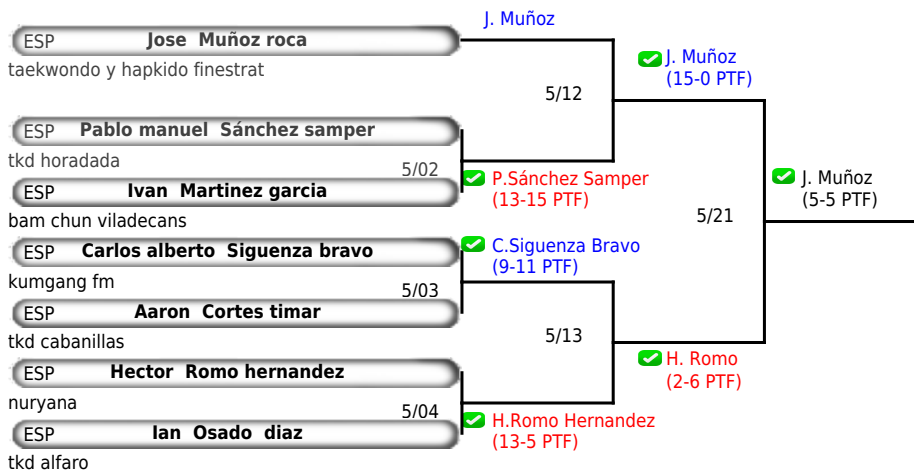 J. Muñoz
ESP Jose Muñoz roca
taekwondo y hapkido finestrat
J. Muñoz
(15-0 PTF)
5/12
ESP Pablo manuel Sánchez samper
tkd horadada
5/02
ESP Ivan Martinez garcia
P.Sánchez Samper
(13-15 PTF)
bam chun viladecans
J. Muñoz
(5-5 PTF)
5/21
ESP Carlos alberto Siguenza bravo
C.Siguenza Bravo
(9-11 PTF)
kumgang fm
5/03
ESP Aaron Cortes timar
tkd cabanillas
5/13
ESP Hector Romo hernandez
H. Romo
(2-6 PTF)
nuryana
5/04
ESP Ian Osado diaz
H.Romo Hernandez
(13-5 PTF)
tkd alfaro